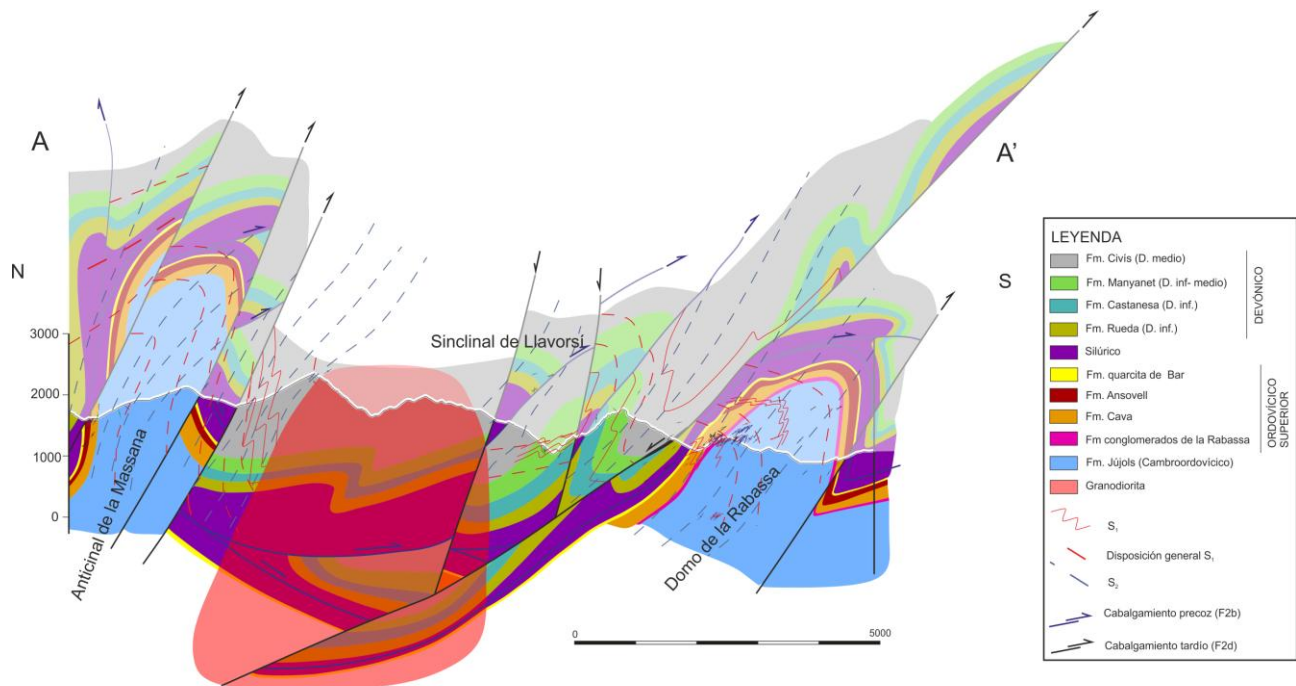 A
A'
N
S
3000
2000
1000
0
Anticinal de la Massana
Sinclinal de Llavorsí
Domo de la Rabassa
0
5000
LEYENDA
Fm. Civís (D. medio)
Fm. Manyanet (D. inf- medio)
Fm. Castanesa (D. inf.)
Fm. Rueda (D. inf.)
Silúrico
Fm. quarcita de Bar
Fm. Ansovell
Fm. Cava
Fm conglomerados de la Rabassa
Fm. Jújols (Cambroordovícico)
Granodiorita
S₁
Disposición general S₁
S₂
Cabalgamiento precoz (F2b)
Cabalgamiento tardío (F2d)
DEVÓNICO
ORDOVÍCICO
SUPERIOR